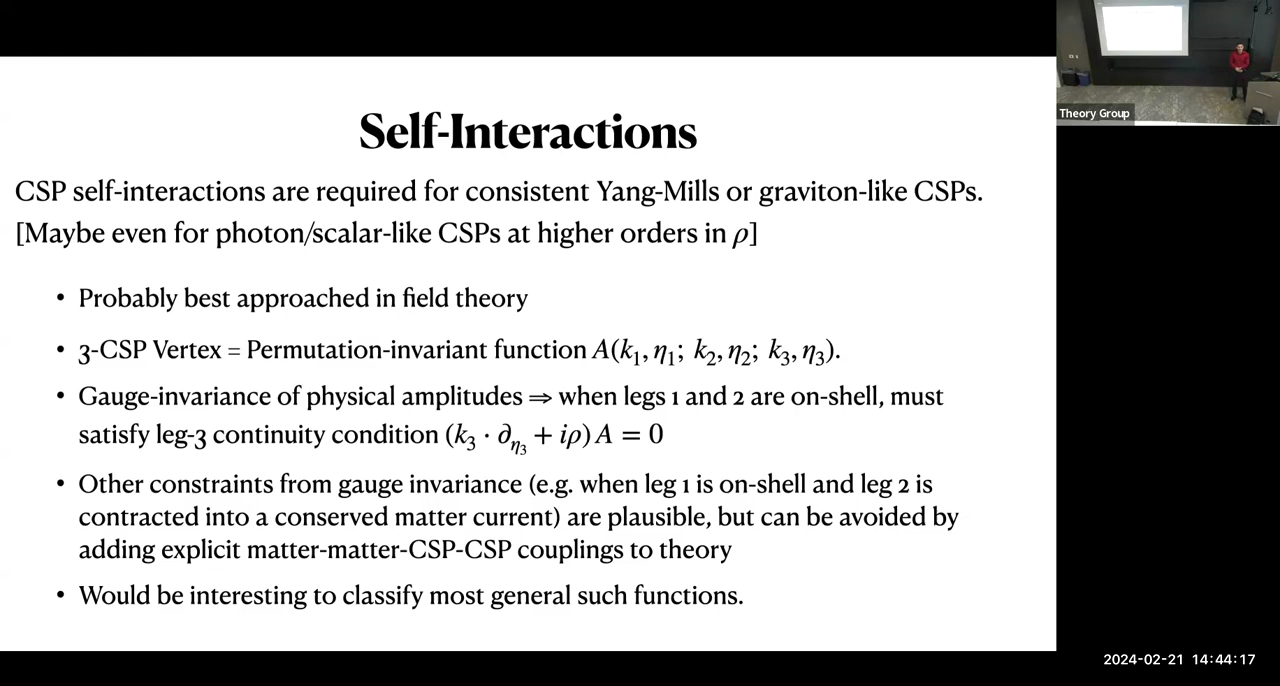 Self-Interactions
CSP self-interactions are required for consistent Yang-Mills or graviton-like CSPs.
[Maybe even for photon/scalar-like CSPs at higher orders in ρ]
• Probably best approached in field theory
• 3-CSP Vertex = Permutation-invariant function A(k₁, η₁; k₂, η₂; k₃, η₃).
• Gauge-invariance of physical amplitudes ⇒ when legs 1 and 2 are on-shell, must
satisfy leg-3 continuity condition (k₃ · ∂_η₃ + iρ) A = 0
• Other constraints from gauge invariance (e.g. when leg 1 is on-shell and leg 2 is
contracted into a conserved matter current) are plausible, but can be avoided by
adding explicit matter-matter-CSP-CSP couplings to theory
• Would be interesting to classify most general such functions.
Theory Group
2024-02-21 14:44:17